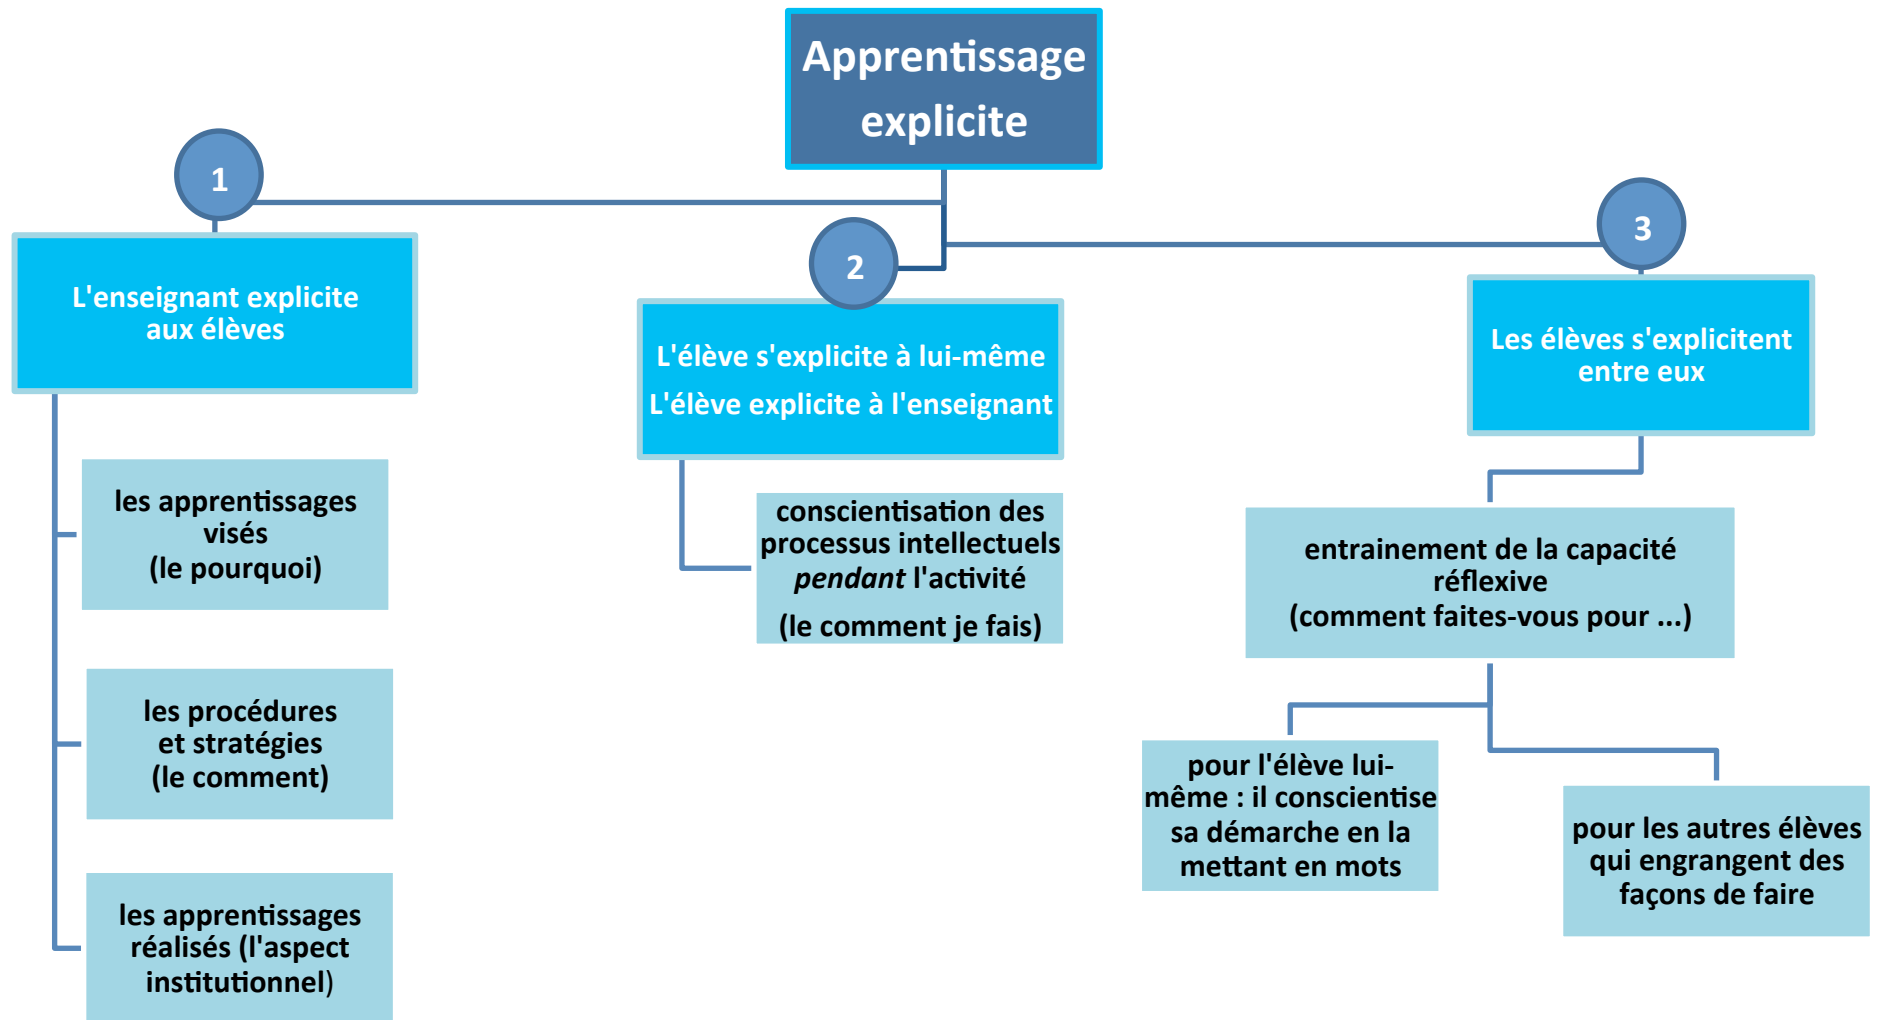 Apprentissage
explicite
1
L'enseignant explicite
aux élèves
les apprentissages
visés
(le pourquoi)
les procédures
et stratégies
(le comment)
les apprentissages
réalisés (l'aspect
institutionnel)
2
L'élève s'explicite à lui-même
L'élève explicite à l'enseignant
conscientisation des
processus intellectuels
pendant l'activité
(le comment je fais)
3
Les élèves s'explicitent
entre eux
entrainement de la capacité
réflexive
(comment faites-vous pour ...)
pour l'élève lui-
même : il conscientise
sa démarche en la
mettant en mots
pour les autres élèves
qui engrangent des
façons de faire